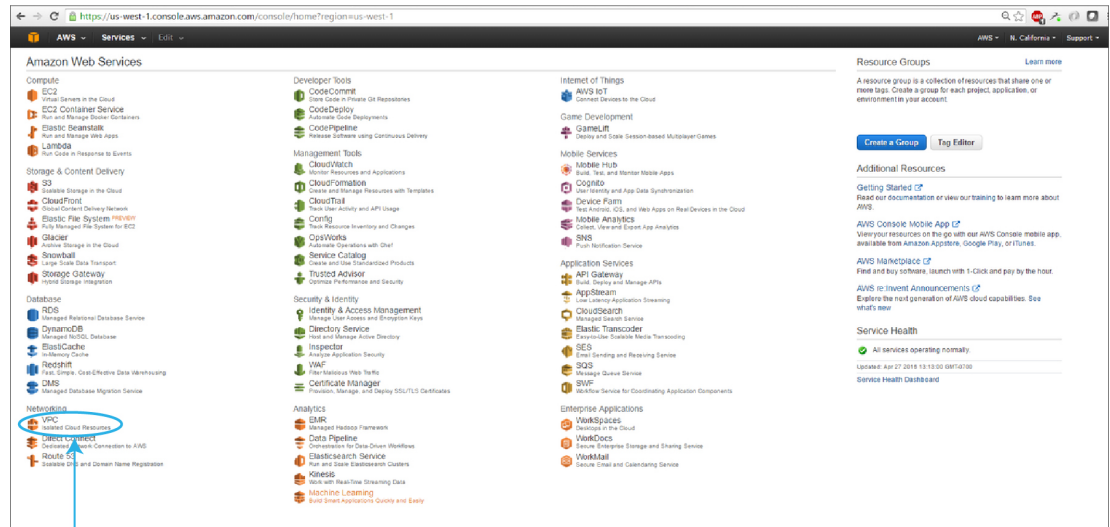 https://us-west-1.console.aws.amazon.com/console/home?region=us-west-1
AWS Services Edit AWS N. California Support
Amazon Web Services
Compute
EC2
Virtual Servers in the Cloud
EC2 Container Service
Run and Manage Docker Containers
Elastic Beanstalk
Run and Manage Web Apps
Lambda
Run Code in Response to Events
Storage & Content Delivery
S3
Scalable Storage in the Cloud
CloudFront
Global Content Delivery Network
Elastic File System PREVIEW
Fully Managed File System for EC2
Glacier
Archive Storage in the Cloud
Snowball
Large Scale Data Transport
Storage Gateway
Hybrid Storage Integration
Database
RDS
Managed Relational Database Service
DynamoDB
Managed NoSQL Database
ElastiCache
In-Memory Cache
Redshift
Fast, Simple, Cost-Effective Data Warehousing
DMS
Managed Database Migration Service
Networking
VPC
Isolated Cloud Resources
Direct Connect
Dedicated Network Connection to AWS
Route 53
Scalable DNS and Domain Name Registration
Developer Tools
CodeCommit
Store Code in Private Git Repositories
CodeDeploy
Automate Code Deployments
CodePipeline
Release Software using Continuous Delivery
Management Tools
CloudWatch
Monitor Resources and Applications
CloudFormation
Create and Manage Resources with Templates
CloudTrail
Track User Activity and API Usage
Config
Track Resource Inventory and Changes
OpsWorks
Automate Operations with Chef
Service Catalog
Create and Use Standardized Products
Trusted Advisor
Optimize Performance and Security
Security & Identity
Identity & Access Management
Manage User Access and Encryption Keys
Directory Service
Host and Manage Active Directory
Inspector
Analyze Application Security
WAF
Filter Malicious Web Traffic
Certificate Manager
Provision, Manage, and Deploy SSL/TLS Certificates
Analytics
EMR
Managed Hadoop Framework
Data Pipeline
Orchestration for Data-Driven Workflows
Elasticsearch Service
Run and Scale Elasticsearch Clusters
Kinesis
Work with Real-Time Streaming Data
Machine Learning
Build Smart Applications Quickly and Easily
Internet of Things
AWS IoT
Connect Devices to the Cloud
Game Development
GameLift
Deploy and Scale Session-based Multiplayer Games
Mobile Services
Mobile Hub
Build, Test, and Monitor Mobile Apps
Cognito
User Identity and App Data Synchronization
Device Farm
Test Android, iOS, and Web Apps on Real Devices in the Cloud
Mobile Analytics
Collect, View and Export App Analytics
SNS
Push Notification Service
Application Services
API Gateway
Build, Deploy and Manage APIs
AppStream
Low Latency Application Streaming
CloudSearch
Managed Search Service
Elastic Transcoder
Easy-to-Use Scalable Media Transcoding
SES
Email Sending and Receiving Service
SQS
Message Queue Service
SWF
Workflow Service for Coordinating Application Components
Enterprise Applications
WorkSpaces
Desktops in the Cloud
WorkDocs
Secure Enterprise Storage and Sharing Service
WorkMail
Secure Email and Calendaring Service
Resource Groups Learn more
A resource group is a collection of resources that share one or
more tags. Create a group for each project, application, or
environment in your account.
Create a Group Tag Editor
Additional Resources
Getting Started
Read our documentation or view our training to learn more about
AWS.
AWS Console Mobile App
View your resources on the go with our AWS Console mobile app,
available from Amazon Appstore, Google Play, or iTunes.
AWS Marketplace
Find and buy software, launch with 1-Click and pay by the hour.
AWS re:Invent Announcements
Explore the next generation of AWS cloud capabilities. See
what's new
Service Health
All services operating normally.
Updated: Apr 27 2016 13:10:00 GMT-0700
Service Health Dashboard